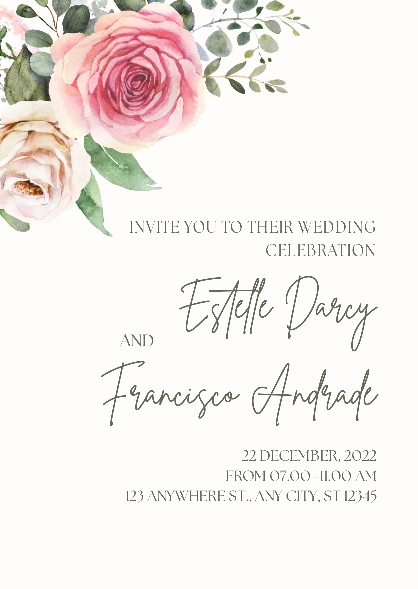 INVITE YOU TO THEIR WEDDING
CELEBRATION
Estelle Darcy
AND
Francisco Andrade
22 DECEMBER, 2022
FROM 07.00 -11.00 AM
123 ANYWHERE ST., ANY CITY, ST 12345